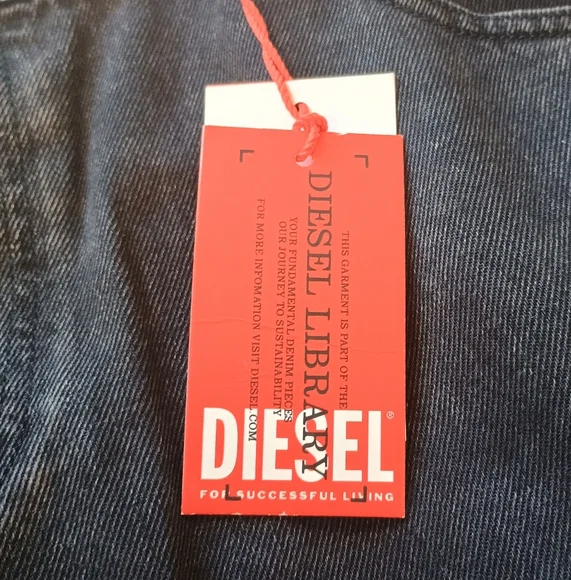 THIS GARMENT IS PART OF THE
DIESEL LIBRARY
YOUR FUNDAMENTAL DENIM PIECES
OUR JOURNEY TO SUSTAINABILITY
FOR MORE INFOMATION VISIT DIESEL.COM
DIESEL®
FOR SUCCESSFUL LIVING